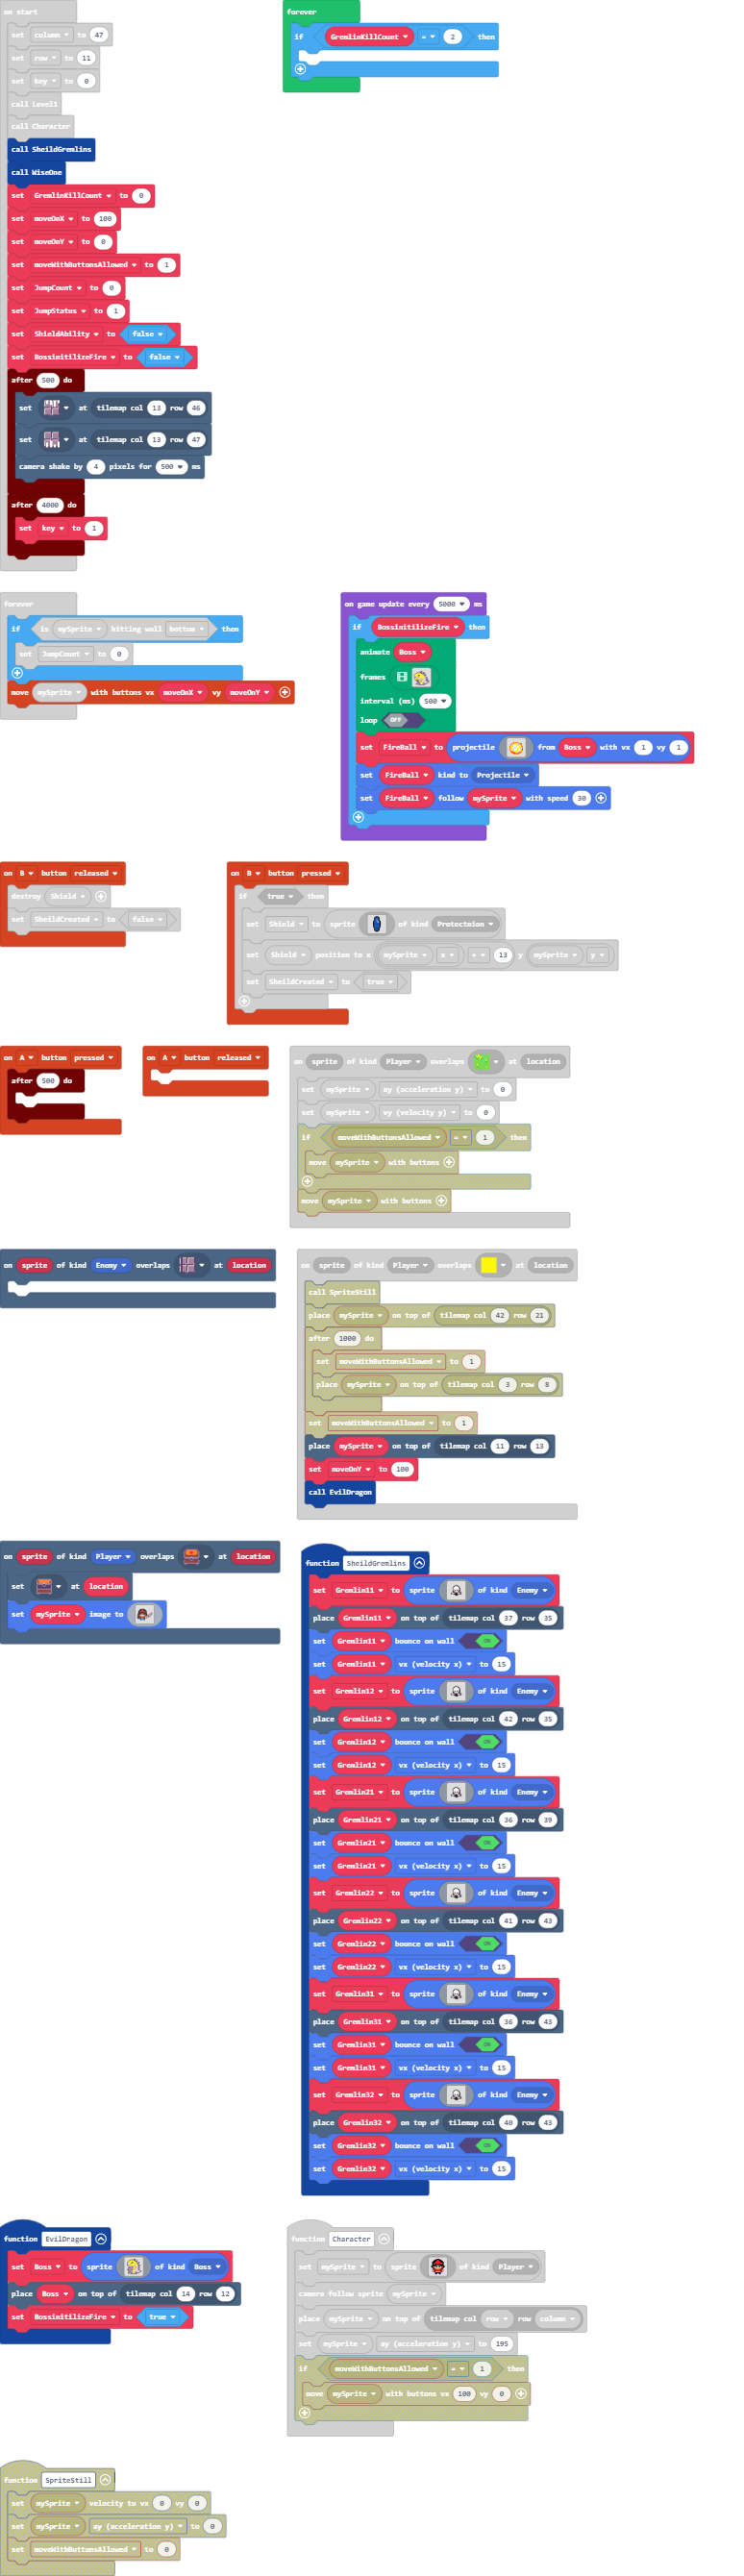 on start
set column to 47
set row to 11
set key to 0
call Level1
call Character
call SheildGremlins
call WiseOne
set GremlinKillCount to 0
set moveOnX to 100
set moveOnY to 0
set moveWithButtonsAllowed to 1
set JumpCount to 0
set JumpStatus to 1
set ShieldAbility to false
set BossinitilizeFire to false
after 500 do
set at tilemap col 13 row 46
set at tilemap col 13 row 47
camera shake by 4 pixels for 500 ms
after 4000 do
set key to 1
forever
if GremlinKillCount = 2 then
forever
if is mySprite hitting wall bottom then
set JumpCount to 0
move mySprite with buttons vx moveOnX vy moveOnY
on game update every 5000 ms
if BossinitilizeFire then
animate Boss
frames
interval (ms) 500
loop OFF
set FireBall to projectile from Boss with vx 1 vy 1
set FireBall kind to Projectile
set FireBall follow mySprite with speed 30
on B button released
destroy Shield
set SheildCreated to false
on B button pressed
if true then
set Shield to sprite of kind Protectoion
set Shield position to x mySprite x + 13 y mySprite y
set SheildCreated to true
on A button pressed
after 500 do
on A button released
on sprite of kind Player overlaps at location
set mySprite ay (acceleration y) to 0
set mySprite vy (velocity y) to 0
if moveWithButtonsAllowed = 1 then
move mySprite with buttons
move mySprite with buttons
on sprite of kind Enemy overlaps at location
on sprite of kind Player overlaps at location
call SpriteStill
place mySprite on top of tilemap col 42 row 21
after 1000 do
set moveWithButtonsAllowed to 1
place mySprite on top of tilemap col 3 row 8
set moveWithButtonsAllowed to 1
place mySprite on top of tilemap col 11 row 13
set moveOnY to 100
call EvilDragon
on sprite of kind Player overlaps at location
set at location
set mySprite image to
function SheildGremlins
set Gremlin11 to sprite of kind Enemy
place Gremlin11 on top of tilemap col 37 row 35
set Gremlin11 bounce on wall ON
set Gremlin11 vx (velocity x) to 15
set Gremlin12 to sprite of kind Enemy
place Gremlin12 on top of tilemap col 42 row 35
set Gremlin12 bounce on wall ON
set Gremlin12 vx (velocity x) to 15
set Gremlin21 to sprite of kind Enemy
place Gremlin21 on top of tilemap col 36 row 39
set Gremlin21 bounce on wall ON
set Gremlin21 vx (velocity x) to 15
set Gremlin22 to sprite of kind Enemy
place Gremlin22 on top of tilemap col 41 row 43
set Gremlin22 bounce on wall ON
set Gremlin22 vx (velocity x) to 15
set Gremlin31 to sprite of kind Enemy
place Gremlin31 on top of tilemap col 36 row 43
set Gremlin31 bounce on wall ON
set Gremlin31 vx (velocity x) to 15
set Gremlin32 to sprite of kind Enemy
place Gremlin32 on top of tilemap col 40 row 43
set Gremlin32 bounce on wall ON
set Gremlin32 vx (velocity x) to 15
function EvilDragon
set Boss to sprite of kind Boss
place Boss on top of tilemap col 14 row 12
set BossinitilizeFire to true
function Character
set mySprite to sprite of kind Player
camera follow sprite mySprite
place mySprite on top of tilemap col row row column
set mySprite ay (acceleration y) to 195
if moveWithButtonsAllowed = 1 then
move mySprite with buttons vx 100 vy 0
function SpriteStill
set mySprite velocity to vx 0 vy 0
set mySprite ay (acceleration y) to 0
set moveWithButtonsAllowed to 0